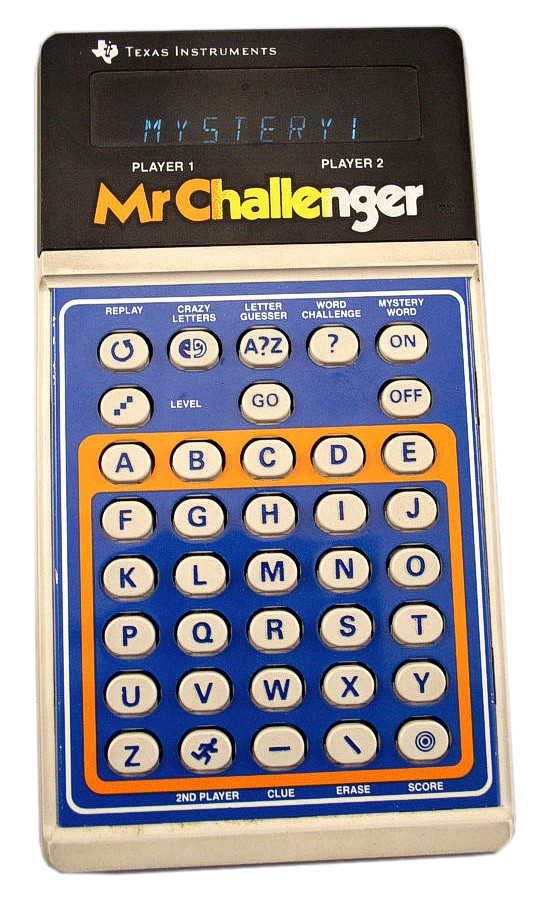 TEXAS INSTRUMENTS
MYSTERY1
PLAYER 1 PLAYER 2
Mr Challenger
REPLAY CRAZY LETTERS LETTER GUESSER WORD CHALLENGE MYSTERY WORD
A?Z ? ON
LEVEL GO OFF
A B C D E
F G H I J
K L M N O
P Q R S T
U V W X Y
Z — \
2ND PLAYER CLUE ERASE SCORE